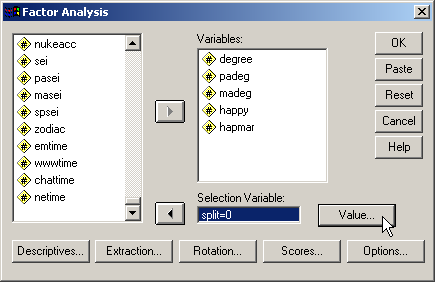 Factor Analysis
nukeacc
sei
pasei
masei
spsei
zodiac
emtime
wwwtime
chattime
netime
Variables:
degree
padeg
madeg
happy
hapmar
Selection Variable:
split=0
Value...
OK
Paste
Reset
Cancel
Help
Descriptives...
Extraction...
Rotation...
Scores...
Options...